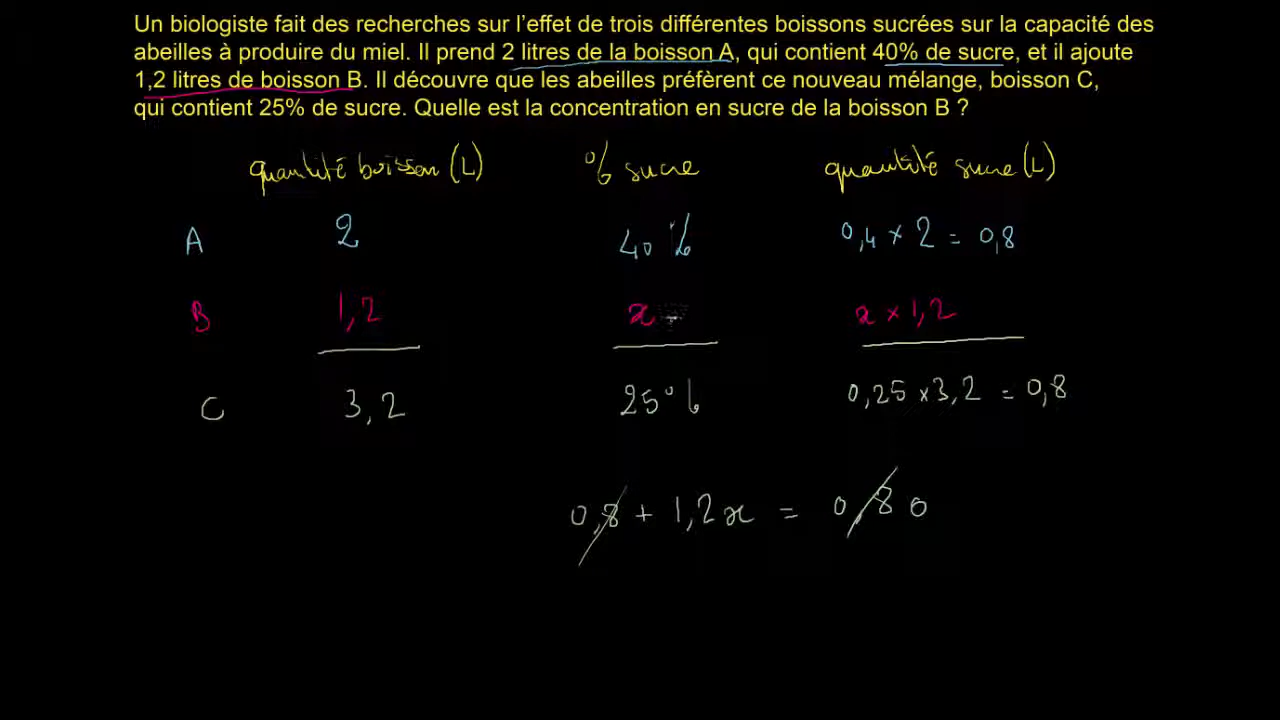 Un biologiste fait des recherches sur l'effet de trois différentes boissons sucrées sur la capacité des
abeilles à produire du miel. Il prend 2 litres de la boisson A, qui contient 40% de sucre, et il ajoute
1,2 litres de boisson B. Il découvre que les abeilles préfèrent ce nouveau mélange, boisson C,
qui contient 25% de sucre. Quelle est la concentration en sucre de la boisson B ?
quantité boisson (L) % sucre quantité sucre (L)
A 2 40 % 0,4 × 2 = 0,8
B 1,2 x x × 1,2
C 3,2 25% 0,25 × 3,2 = 0,8
0,8 + 1,2x = 0,8 0